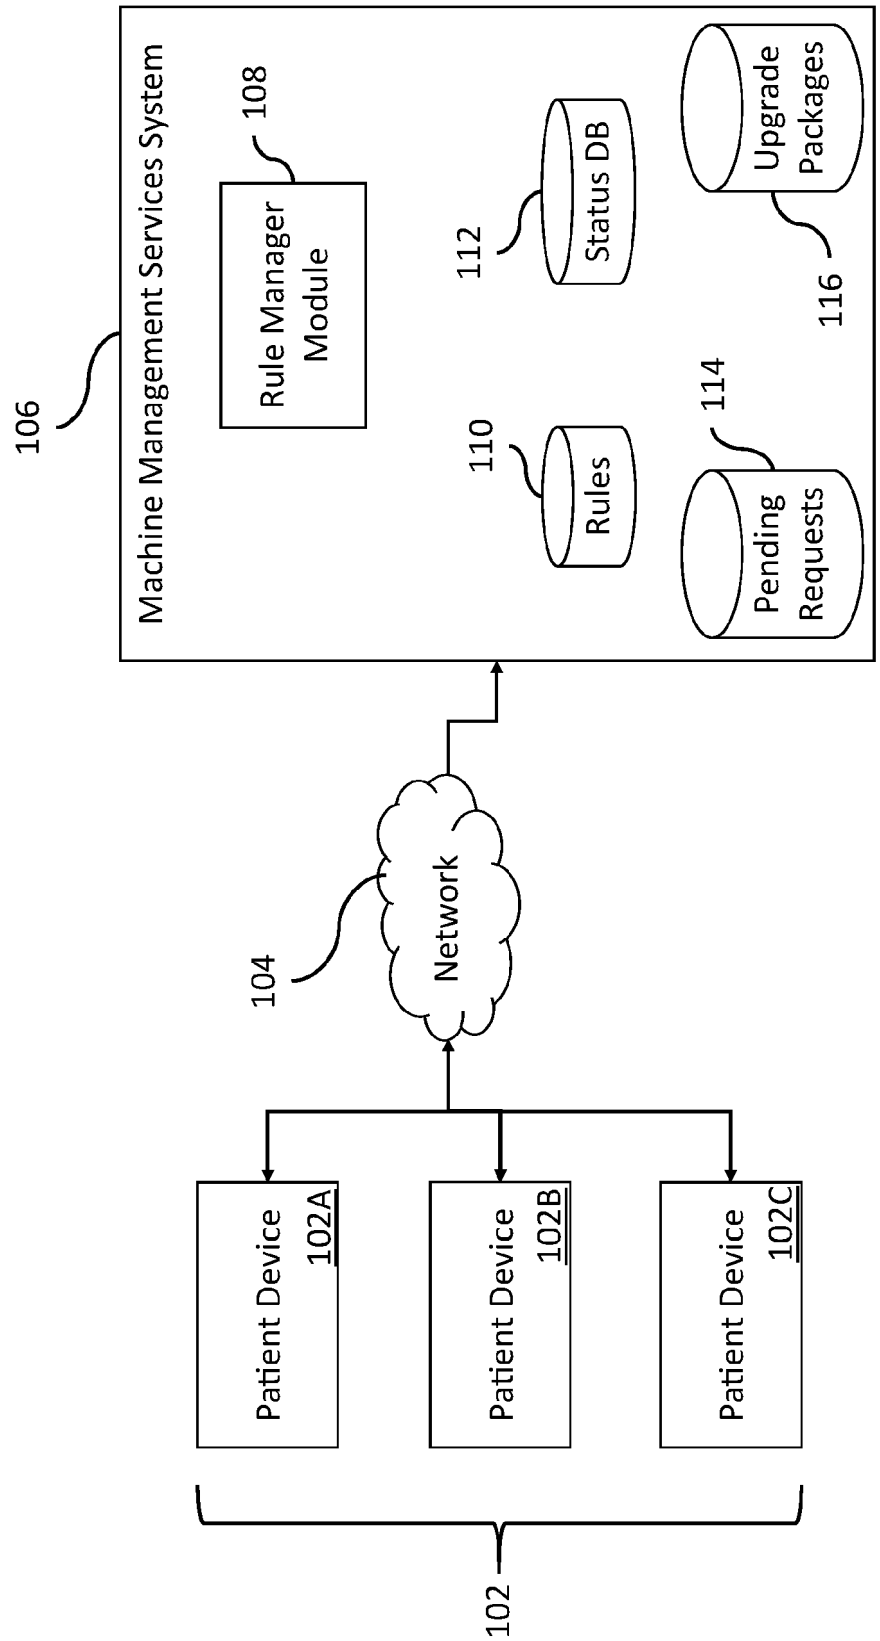 106
Machine Management Services System
108
Rule Manager
Module
104
Network
110
Rules
112
Status DB
114
Pending
Requests
116
Upgrade
Packages
Patient Device
102A
Patient Device
102B
Patient Device
102C
102